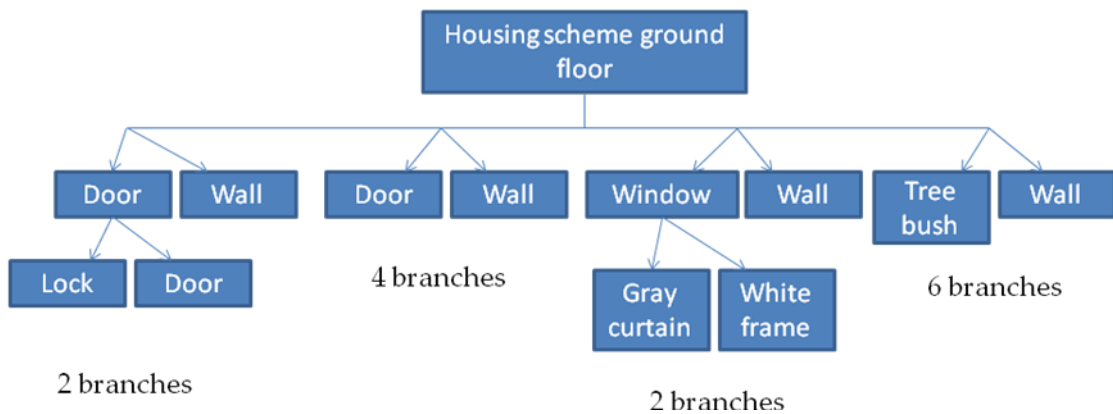 Housing scheme ground
floor
Door
Wall
Door
Wall
Window
Wall
Tree
bush
Wall
Lock
Door
4 branches
Gray
curtain
White
frame
6 branches
2 branches
2 branches